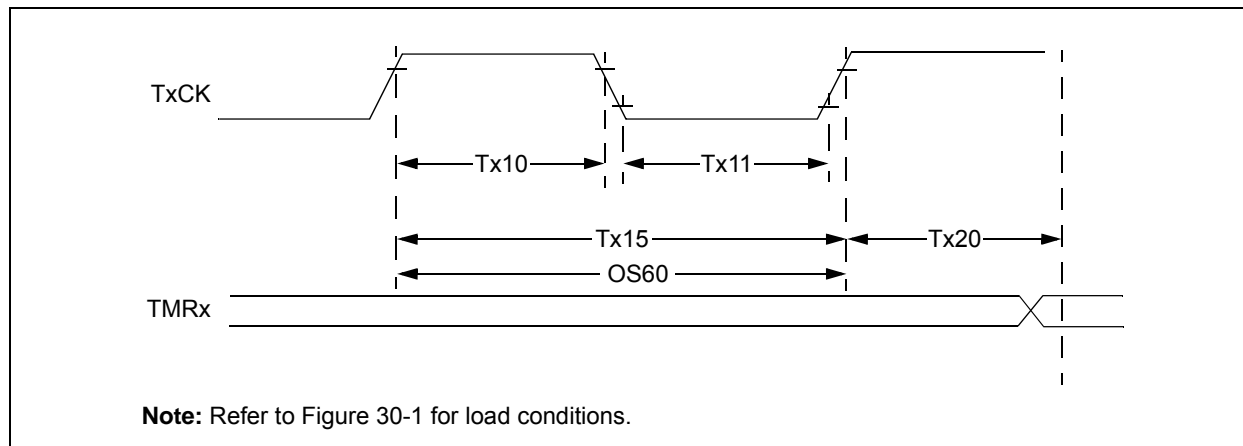 TxCK
Tx10
Tx11
Tx15
Tx20
OS60
TMRx
Note: Refer to Figure 30-1 for load conditions.